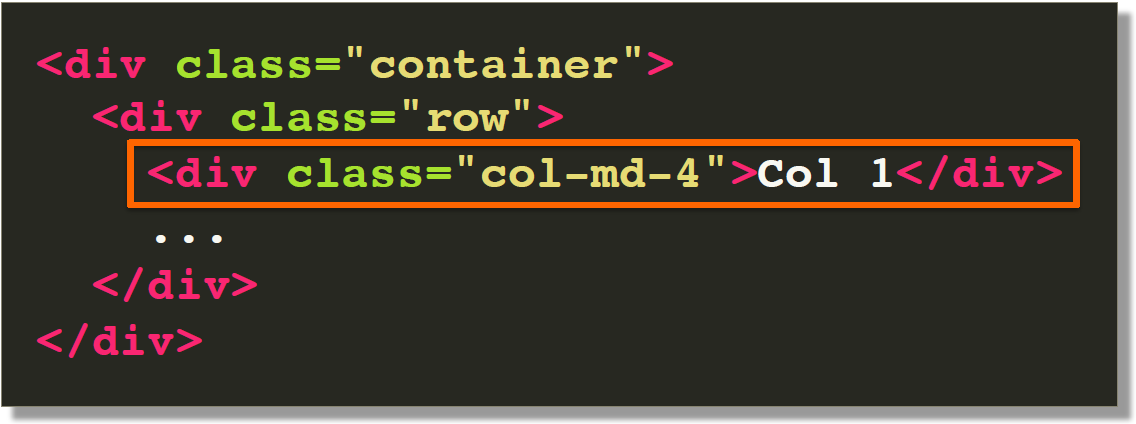 <div class="container">
<div class="row">
<div class="col-md-4">Col 1</div>
...
</div>
</div>